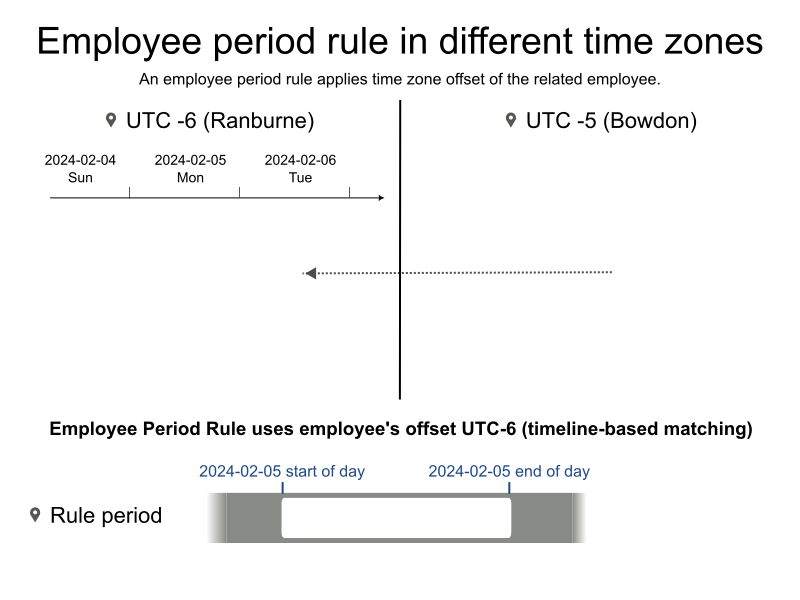 Employee period rule in different time zones
An employee period rule applies time zone offset of the related employee.
UTC -6 (Ranburne)
UTC -5 (Bowdon)
2024-02-04
Sun
2024-02-05
Mon
2024-02-06
Tue
Employee Period Rule uses employee's offset UTC-6 (timeline-based matching)
2024-02-05 start of day
2024-02-05 end of day
Rule period